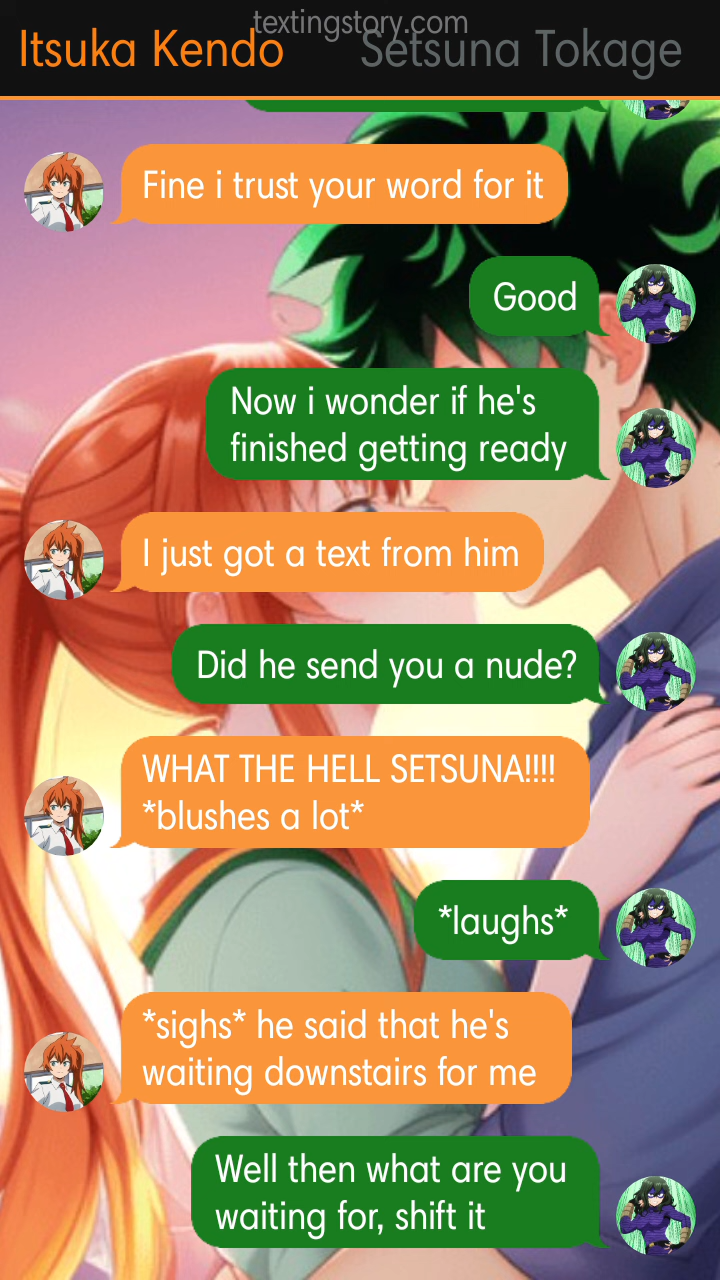 textingstory.com
Itsuka Kendo Setsuna Tokage
Fine i trust your word for it
Good
Now i wonder if he's
finished getting ready
I just got a text from him
Did he send you a nude?
WHAT THE HELL SETSUNA!!!!
*blushes a lot*
*laughs*
*sighs* he said that he's
waiting downstairs for me
Well then what are you
waiting for, shift it